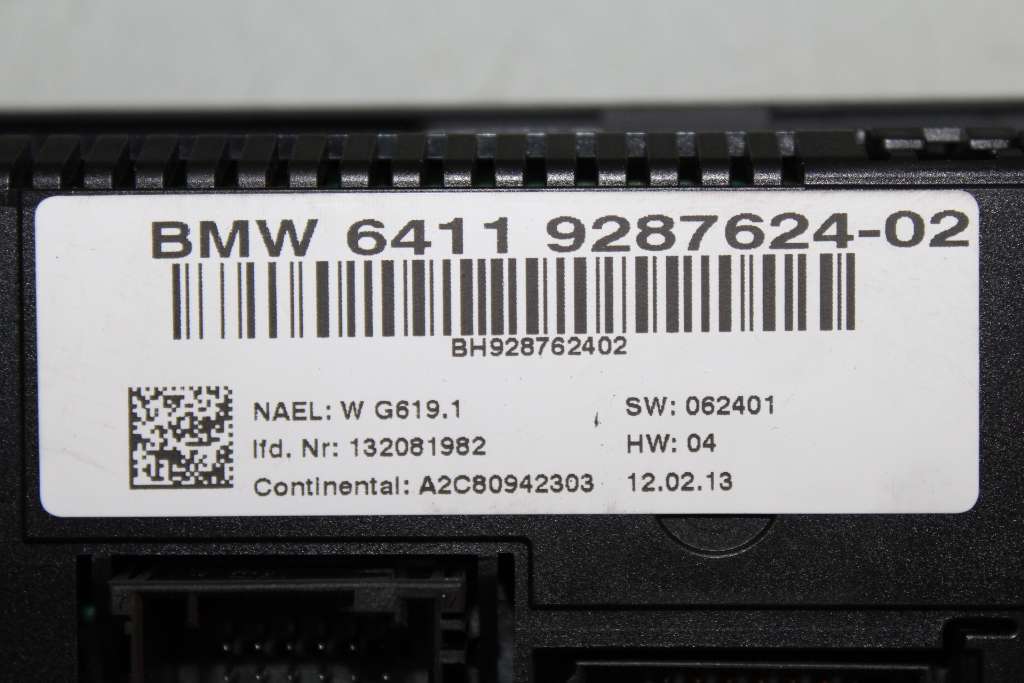 BMW 6411 9287624-02
BH928762402
NAEL: W G619.1
SW: 062401
lfd. Nr: 132081982
HW: 04
Continental: A2C80942303
12.02.13